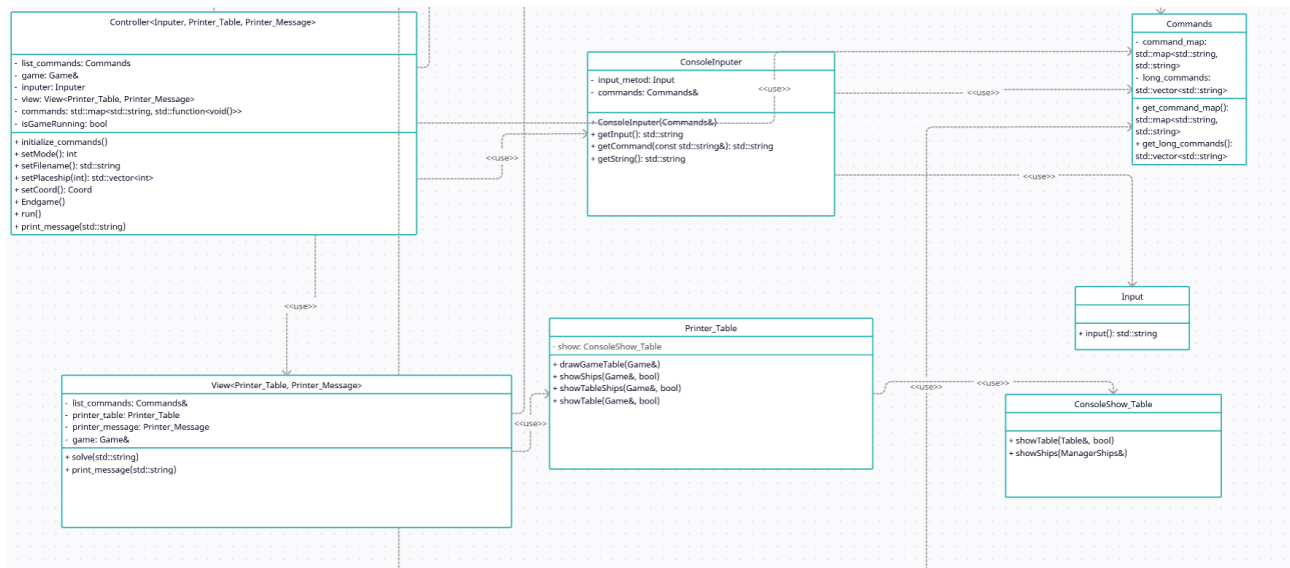 Controller<Inputer, Printer_Table, Printer_Message>
- list_commands: Commands
- game: Game&
- inputer: Inputer
- view: View<Printer_Table, Printer_Message>
- commands: std::map<std::string, std::function<void()>>
- isGameRunning: bool
+ initialize_commands()
+ setMode(): int
+ setFilename(): std::string
+ setPlaceship(int): std::vector<int>
+ setCoord(): Coord
+ Endgame()
+ run()
+ print_message(std::string)
ConsoleInputer
- input_metod: Input
- commands: Commands&
+ ConsoleInputer(Commands&)
+ getInput(): std::string
+ getCommand(const std::string&): std::string
+ getString(): std::string
<<use>>
<<use>>
<<use>>
<<use>>
Commands
- command_map:
std::map<std::string,
std::string>
- long_commands:
std::vector<std::string>
+ get_command_map():
std::map<std::string,
std::string>
+ get_long_commands():
std::vector<std::string>
Input
+ input(): std::string
<<use>>
View<Printer_Table, Printer_Message>
- list_commands: Commands&
- printer_table: Printer_Table
- printer_message: Printer_Message
- game: Game&
+ solve(std::string)
+ print_message(std::string)
<<use>>
Printer_Table
- show: ConsoleShow_Table
+ drawGameTable(Game&)
+ showShips(Game&, bool)
+ showTableShips(Game&, bool)
+ showTable(Game&, bool)
<<use>>
<<use>>
ConsoleShow_Table
+ showTable(Table&, bool)
+ showShips(ManagerShips&)